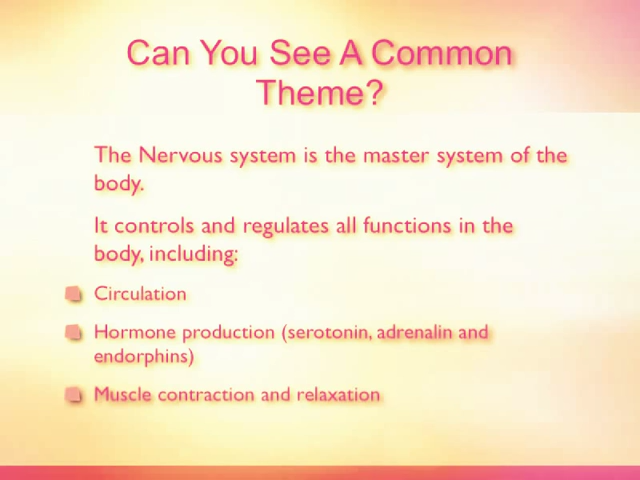 Can You See A Common
Theme?
The Nervous system is the master system of the
body.
It controls and regulates all functions in the
body, including:
Circulation
Hormone production (serotonin, adrenalin and
endorphins)
Muscle contraction and relaxation